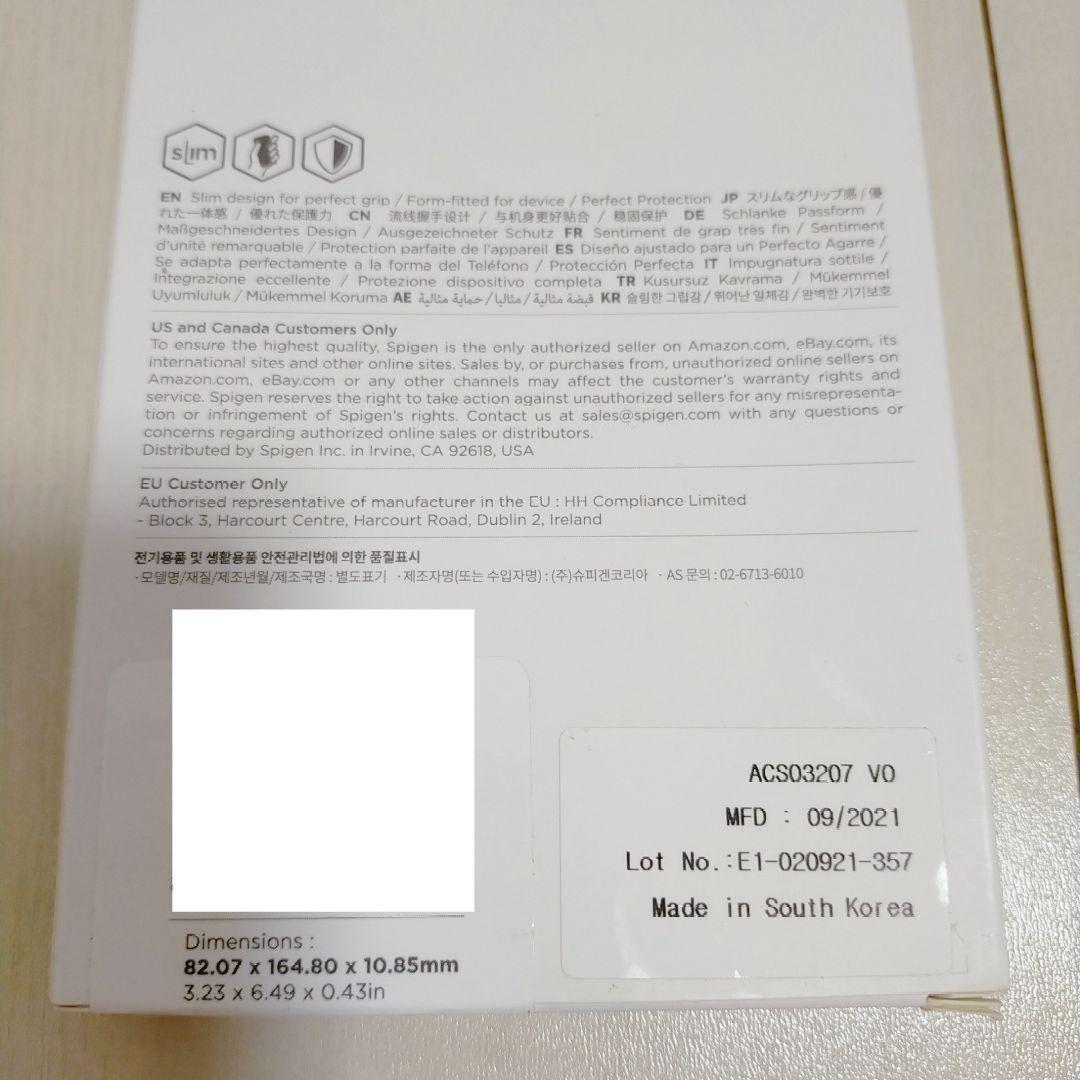 sLIm
EN Slim design for perfect grip / Form-fitted for device / Perfect Protection JP スリムなグリップ感 / 優
れた一体感 / 優れた保護力 CN 流线握手设计 / 与机身更好贴合 / 稳固保护 DE Schlanke Passform /
Maßgeschneidertes Design / Ausgezeichneter Schutz FR Sentiment de grap très fin / Sentiment
d'unité remarquable / Protection parfaite de l'appareil ES Diseño ajustado para un Perfecto Agarre /
Se adapta perfectamente a la forma del Teléfono / Protección Perfecta IT Impugnatura sottile /
Integrazione eccellente / Protezione dispositivo completa TR Kusursuz Kavrama / Mükemmel
Uyumluluk / Mükemmel Koruma AE قبضة مثالية/مثاليا/حماية مثالية KR 슬림한 그립감 / 뛰어난 일체감 / 완벽한 기기보호
US and Canada Customers Only
To ensure the highest quality, Spigen is the only authorized seller on Amazon.com, eBay.com, its
international sites and other online sites. Sales by, or purchases from, unauthorized online sellers on
Amazon.com, eBay.com or any other channels may affect the customer's warranty rights and
service. Spigen reserves the right to take action against unauthorized sellers for any misrepresenta-
tion or infringement of Spigen's rights. Contact us at sales@spigen.com with any questions or
concerns regarding authorized online sales or distributors.
Distributed by Spigen Inc. in Irvine, CA 92618, USA
EU Customer Only
Authorised representative of manufacturer in the EU : HH Compliance Limited
- Block 3, Harcourt Centre, Harcourt Road, Dublin 2, Ireland
전기용품 및 생활용품 안전관리법에 의한 품질표시
· 모델명/재질/제조년월/제조국명 : 별도표기 · 제조자명(또는 수입자명) : (주)슈피겐코리아 · AS 문의 : 02-6713-6010
ACS03207 V0
MFD : 09/2021
Lot No.:E1-020921-357
Made in South Korea
Dimensions :
82.07 x 164.80 x 10.85mm
3.23 x 6.49 x 0.43in